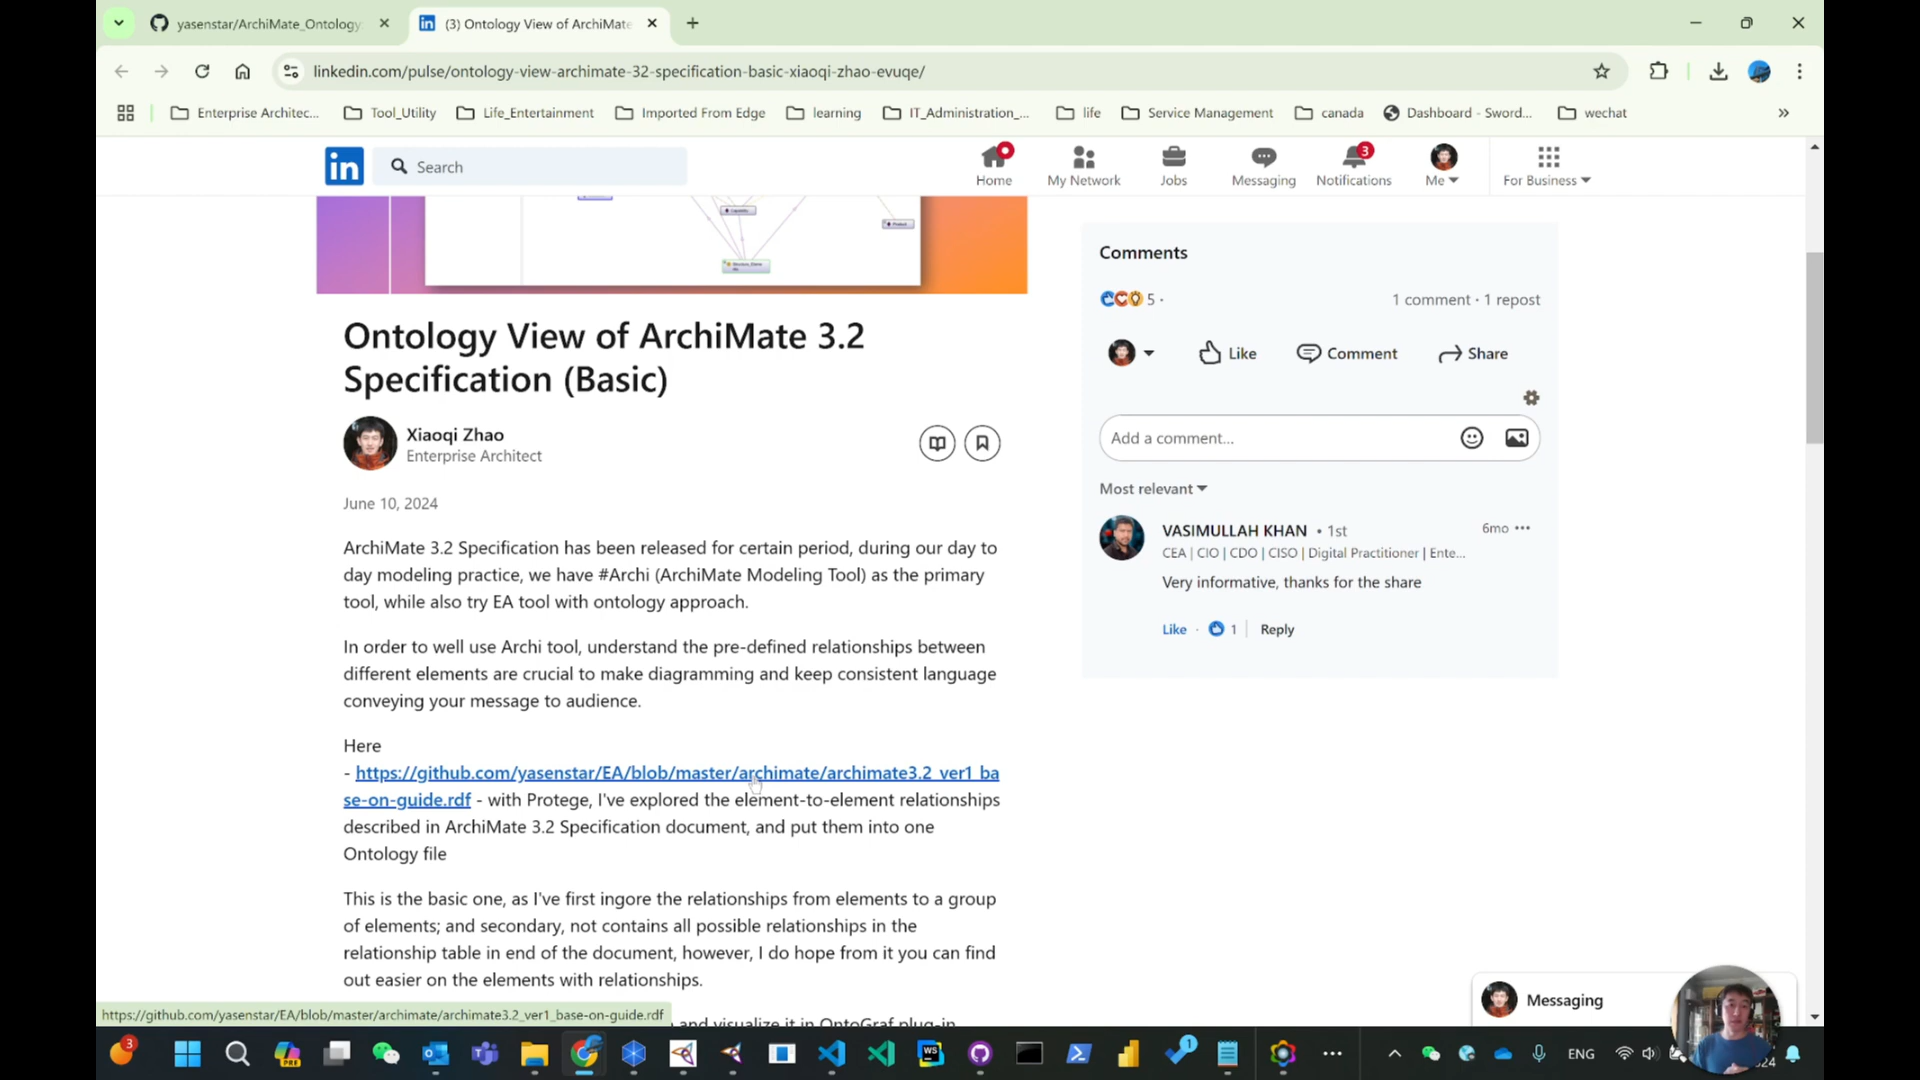 yasenstar/ArchiMate_Ontology
(3) Ontology View of ArchiMate
linkedin.com/pulse/ontology-view-archimate-32-specification-basic-xiaoqi-zhao-evuqe/
Enterprise Architec...
Tool_Utility
Life_Entertainment
Imported From Edge
learning
IT_Administration_...
life
Service Management
canada
Dashboard - Sword...
wechat
in
Search
Home
My Network
Jobs
Messaging
3
Notifications
Me
For Business
Ontology View of ArchiMate 3.2
Specification (Basic)
Xiaoqi Zhao
Enterprise Architect
June 10, 2024
ArchiMate 3.2 Specification has been released for certain period, during our day to
day modeling practice, we have #Archi (ArchiMate Modeling Tool) as the primary
tool, while also try EA tool with ontology approach.
In order to well use Archi tool, understand the pre-defined relationships between
different elements are crucial to make diagramming and keep consistent language
conveying your message to audience.
Here
- https://github.com/yasenstar/EA/blob/master/archimate/archimate3.2_ver1_ba
se-on-guide.rdf - with Protege, I've explored the element-to-element relationships
described in ArchiMate 3.2 Specification document, and put them into one
Ontology file
This is the basic one, as I've first ingore the relationships from elements to a group
of elements; and secondary, not contains all possible relationships in the
relationship table in end of the document, however, I do hope from it you can find
out easier on the elements with relationships.
and visualize it in OntoGraf plug-in
Comments
5
1 comment · 1 repost
Like
Comment
Share
Add a comment...
Most relevant
VASIMULLAH KHAN • 1st
6mo
CEA | CIO | CDO | CISO | Digital Practitioner | Ente...
Very informative, thanks for the share
Like · 1 | Reply
Messaging
https://github.com/yasenstar/EA/blob/master/archimate/archimate3.2_ver1_base-on-guide.rdf
3
PRE
WS
1
ENG